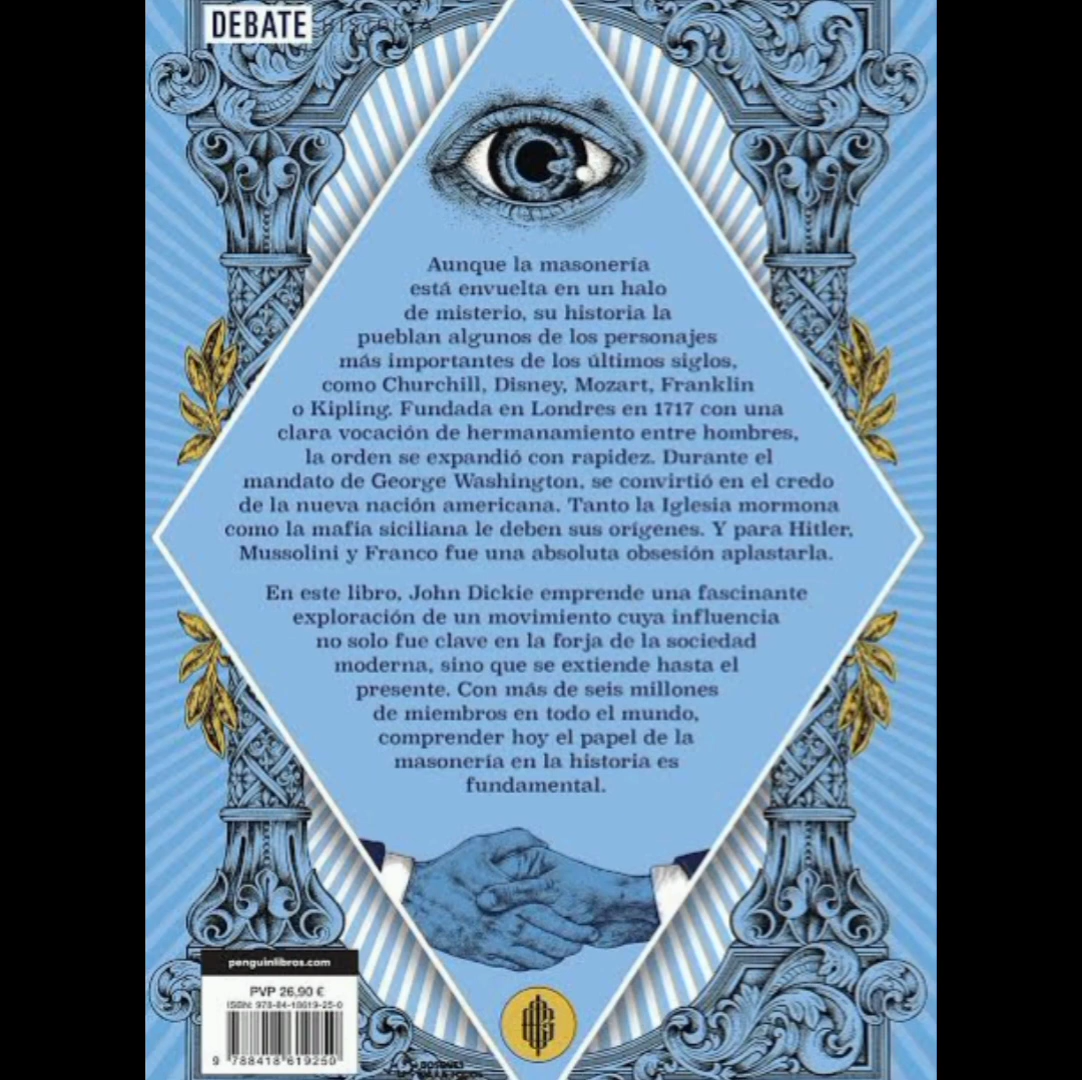 DEBATE HISTORIA
Aunque la masonería
está envuelta en un halo
de misterio, su historia la
pueblan algunos de los personajes
más importantes de los últimos siglos,
como Churchill, Disney, Mozart, Franklin
o Kipling. Fundada en Londres en 1717 con una
clara vocación de hermanamiento entre hombres,
la orden se expandió con rapidez. Durante el
mandato de George Washington, se convirtió en el credo
de la nueva nación americana. Tanto la Iglesia mormona
como la mafia siciliana le deben sus orígenes. Y para Hitler,
Mussolini y Franco fue una absoluta obsesión aplastarla.
En este libro, John Dickie emprende una fascinante
exploración de un movimiento cuya influencia
no solo fue clave en la forja de la sociedad
moderna, sino que se extiende hasta el
presente. Con más de seis millones
de miembros en todo el mundo,
comprender hoy el papel de la
masonería en la historia es
fundamental.
penguinlibros.com
PVP 26,90 €
ISBN: 978-84-18619-25-0
9 788418 619250